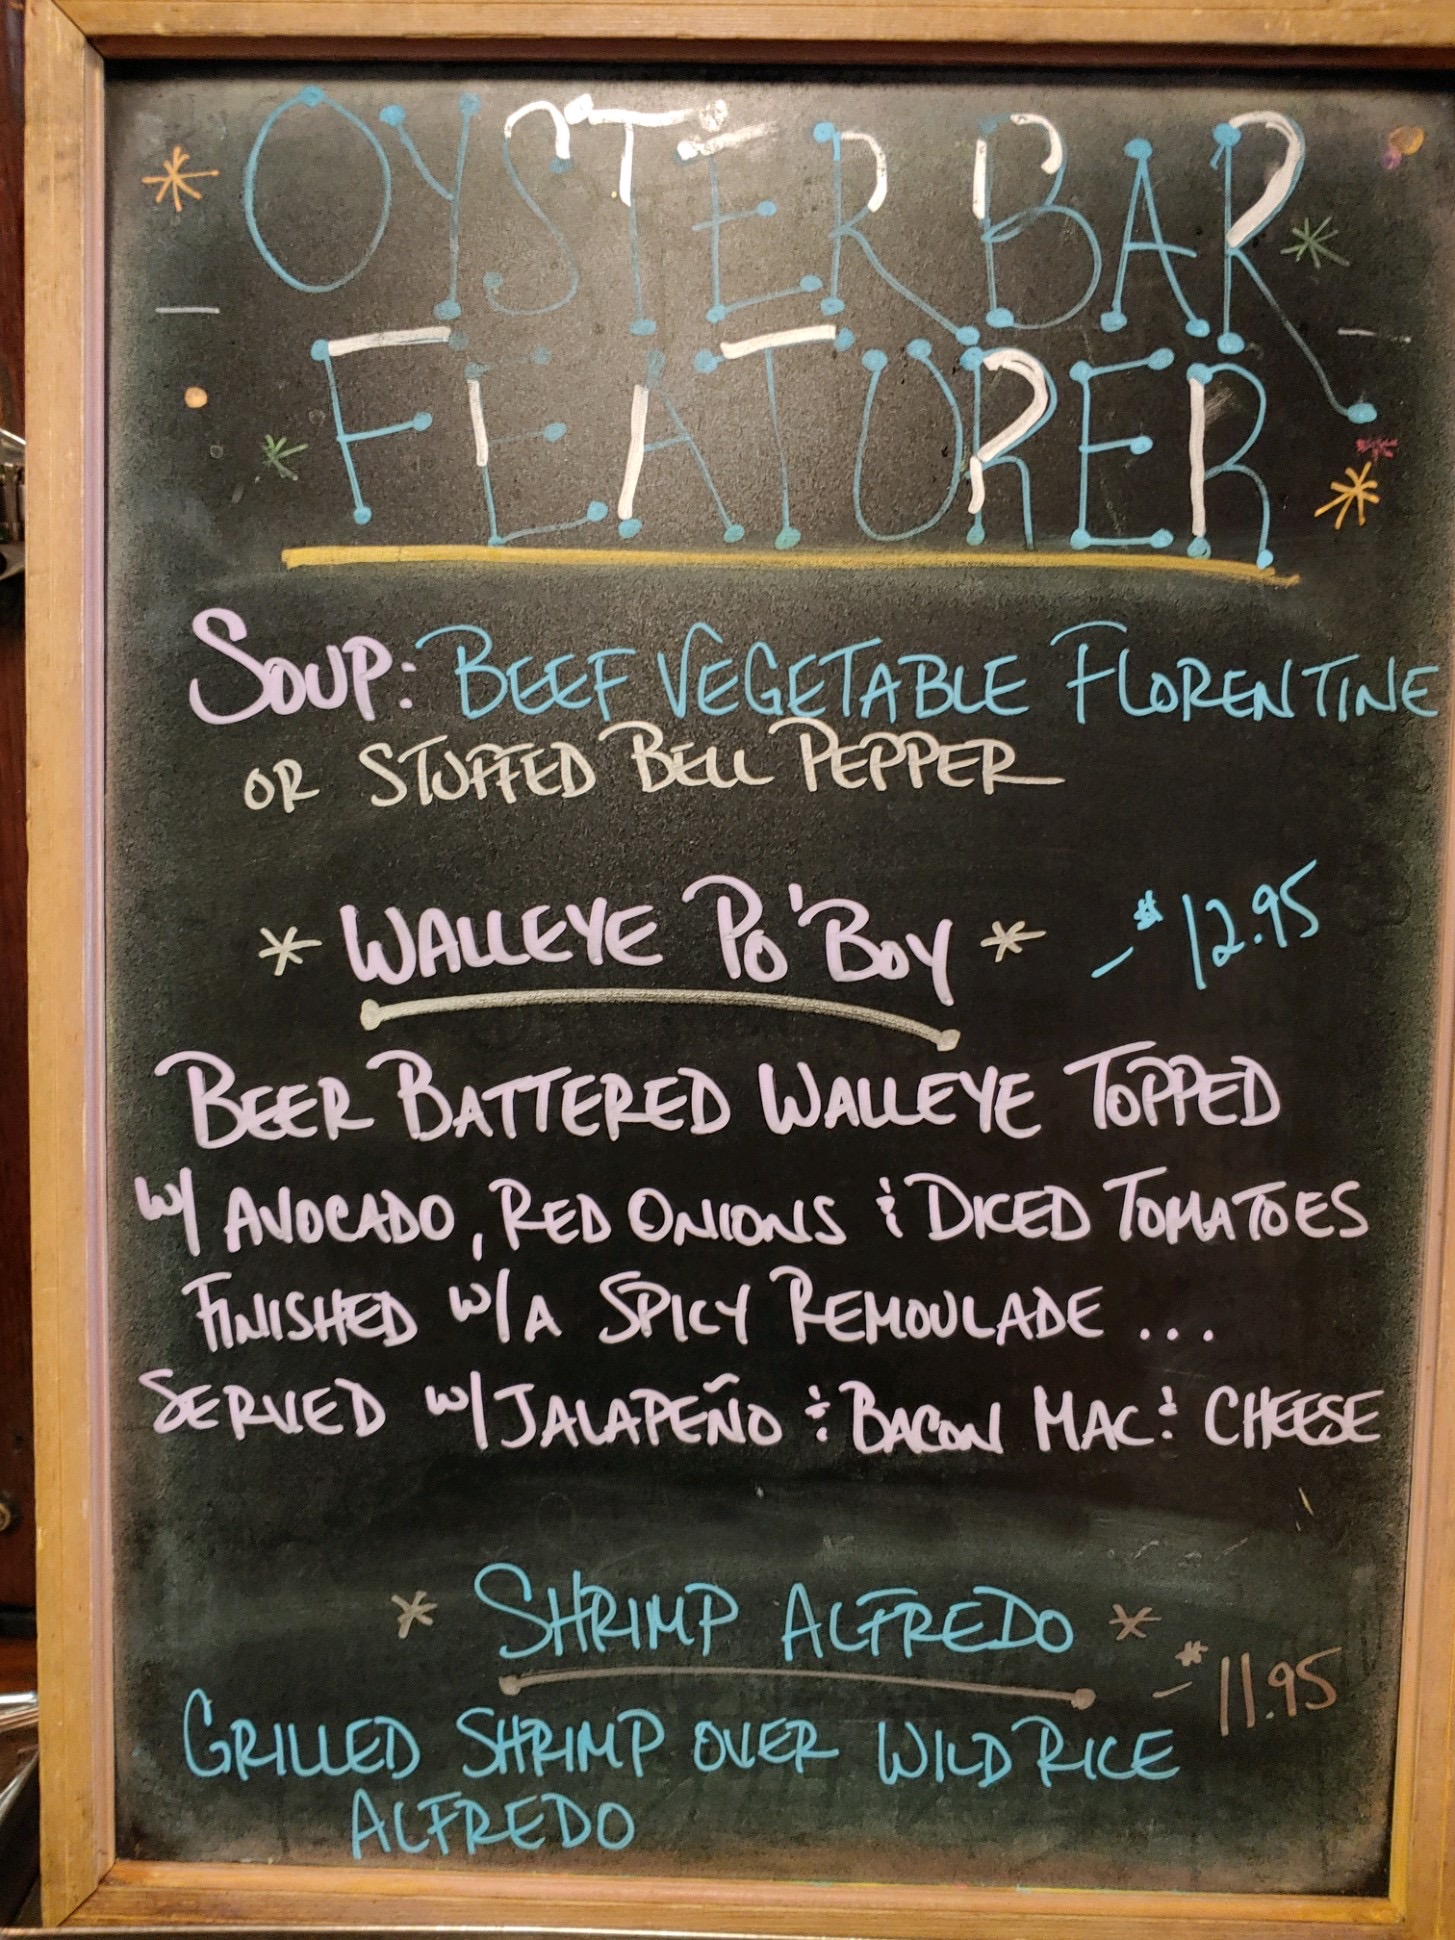 OYSTER BAR
FEATURER
SOUP: BEEF VEGETABLE FLORENTINE
OR STUFFED BELL PEPPER
* WALLEYE PO'BOY * -$12.95
BEER BATTERED WALLEYE TOPPED
W/ AVOCADO, RED ONIONS & DICED TOMATOES
FINISHED W/A SPICY REMOULADE ...
SERVED W/JALAPEÑO & BACON MAC & CHEESE
* SHRIMP ALFREDO *
-$11.95
GRILLED SHRIMP OVER WILD RICE
ALFREDO